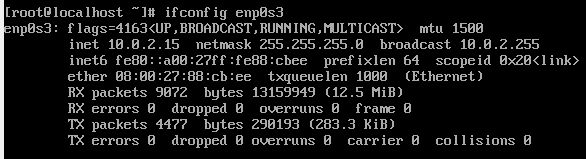 [root@localhost ~]# ifconfig enp0s3
enp0s3: flags=4163<UP,BROADCAST,RUNNING,MULTICAST>  mtu 1500
        inet 10.0.2.15  netmask 255.255.255.0  broadcast 10.0.2.255
        inet6 fe80::a00:27ff:fe88:cbee  prefixlen 64  scopeid 0x20<link>
        ether 08:00:27:88:cb:ee  txqueuelen 1000  (Ethernet)
        RX packets 9072  bytes 13159949 (12.5 MiB)
        RX errors 0  dropped 0  overruns 0  frame 0
        TX packets 4477  bytes 290193 (283.3 KiB)
        TX errors 0  dropped 0 overruns 0  carrier 0  collisions 0